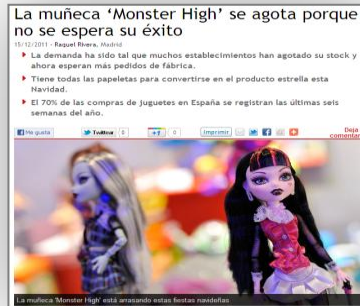 La muñeca ‘Monster High’ se agota porque
no se espera su éxito
15/12/2011 - Raquel Rivera, Madrid
La demanda ha sido tal que muchos establecimientos han agotado su stock y
ahora esperan más pedidos de fábrica.
Tiene todas las papeletas para convertirse en el producto estrella esta
Navidad.
El 70% de las compras de juguetes en España se registran las últimas seis
semanas del año.
Me gusta
Twittear 0
+1 0
Imprimir
Deja
comentar
La muñeca 'Monster High' está arrasando estas fiestas navideñas